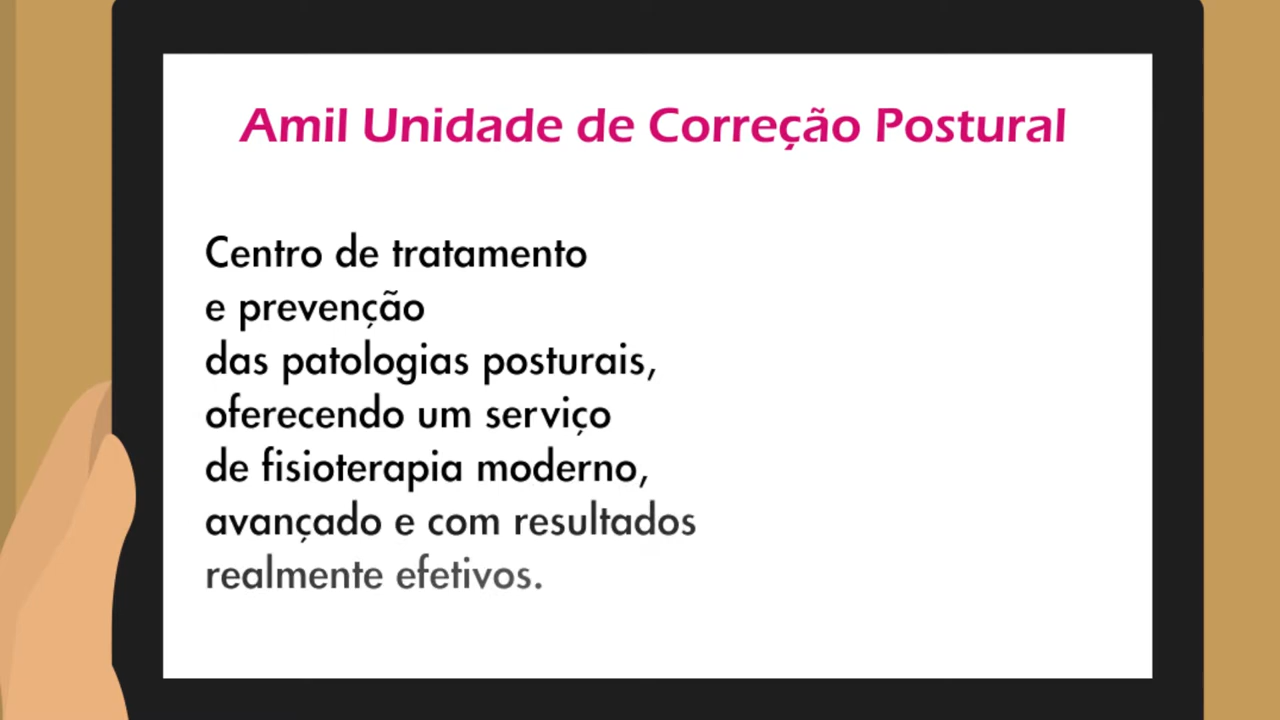 Amil Unidade de Correção Postural
Centro de tratamento
e prevenção
das patologias posturais,
oferecendo um serviço
de fisioterapia moderno,
avançado e com resultados
realmente efetivos.